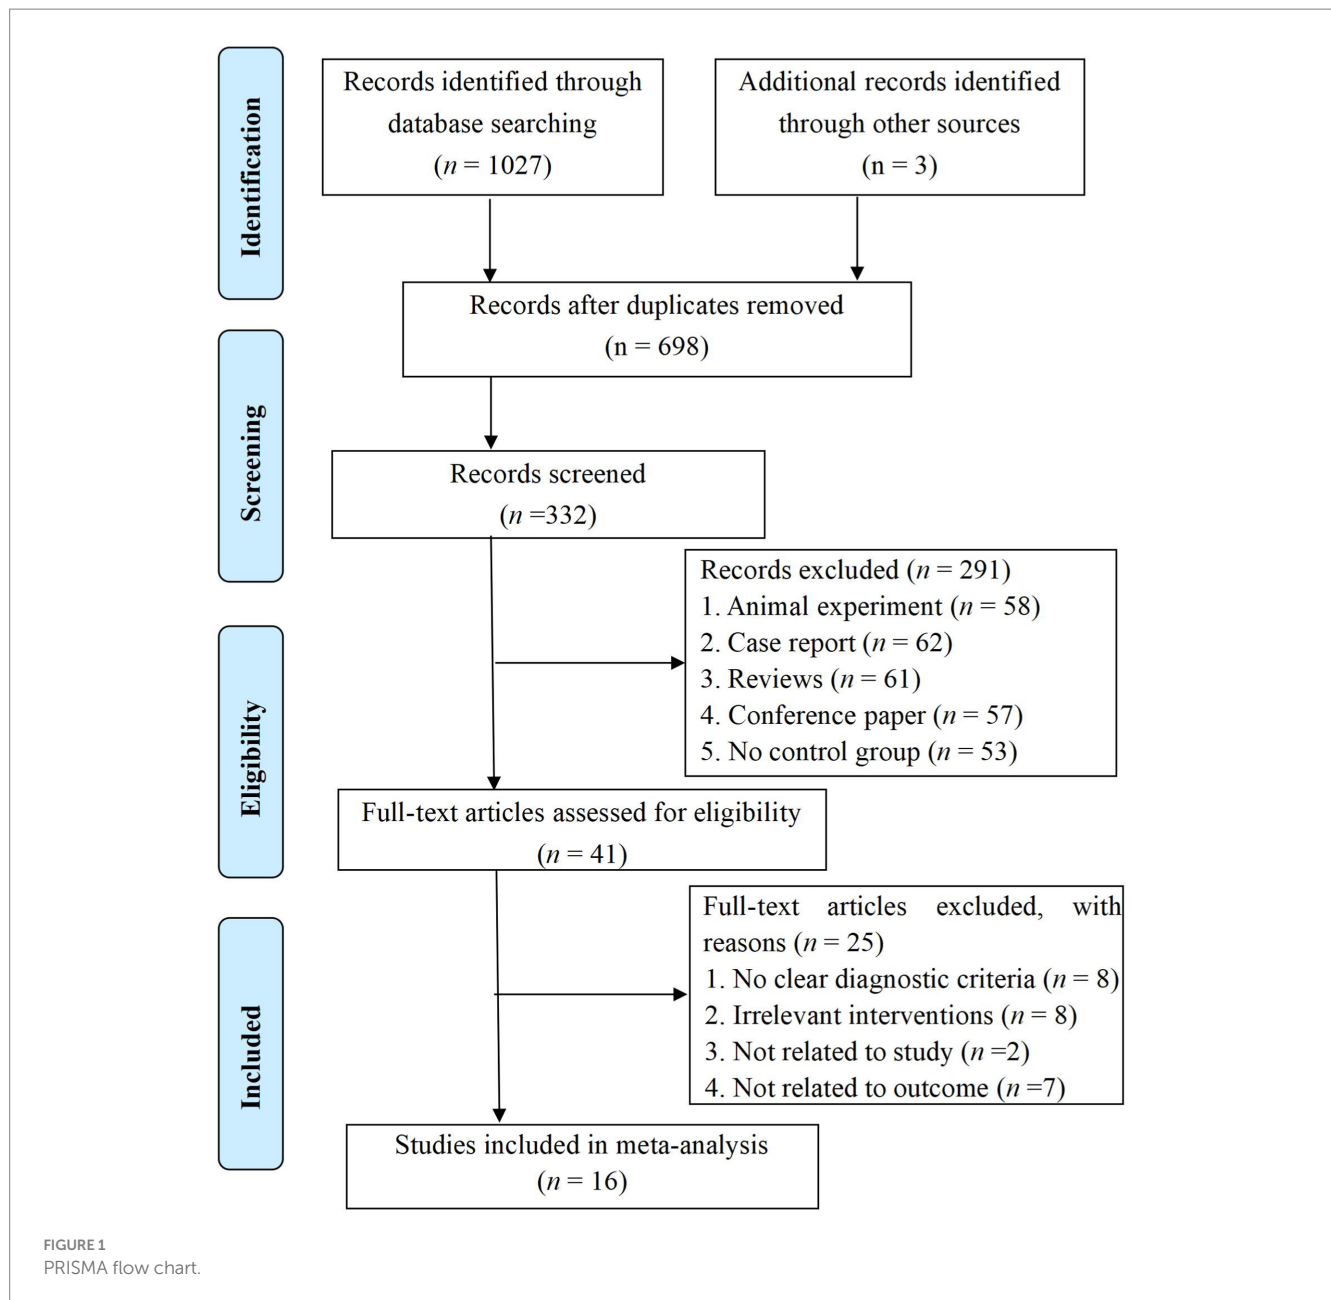 Identification
Records identified through
database searching
(n = 1027)
Additional records identified
through other sources
(n = 3)
Records after duplicates removed
(n = 698)
Screening
Records screened
(n =332)
Records excluded (n = 291)
1. Animal experiment (n = 58)
2. Case report (n = 62)
3. Reviews (n = 61)
4. Conference paper (n = 57)
5. No control group (n = 53)
Eligibility
Full-text articles assessed for eligibility
(n = 41)
Full-text articles excluded, with
reasons (n = 25)
1. No clear diagnostic criteria (n = 8)
2. Irrelevant interventions (n = 8)
3. Not related to study (n =2)
4. Not related to outcome (n =7)
Included
Studies included in meta-analysis
(n = 16)
FIGURE 1
PRISMA flow chart.